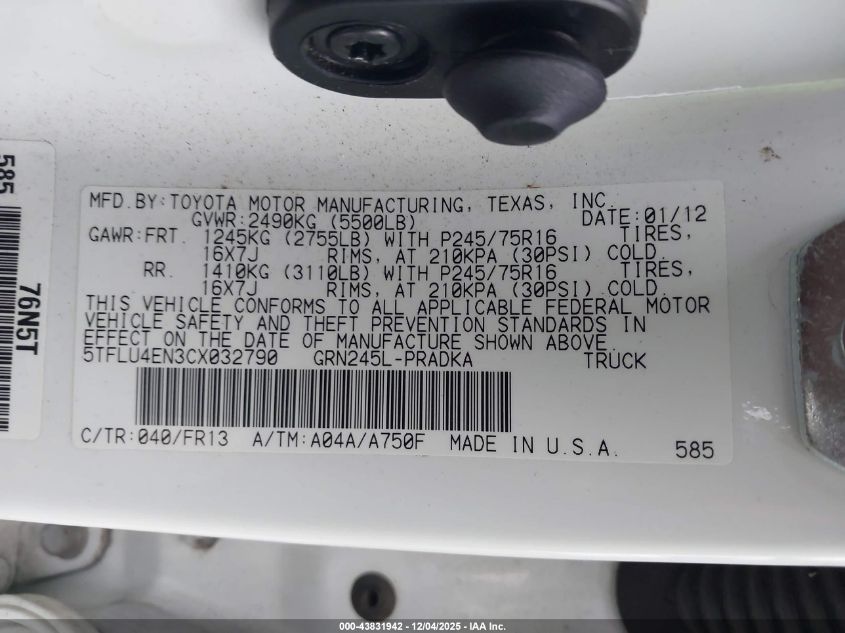 MFD.BY:TOYOTA MOTOR MANUFACTURING, TEXAS, INC.
GVWR:2490KG (5500LB) DATE:01/12
GAWR:FRT. 1245KG (2755LB) WITH P245/75R16 TIRES,
16X7J RIMS, AT 210KPA (30PSI) COLD.
RR. 1410KG (3110LB) WITH P245/75R16 TIRES,
16X7J RIMS, AT 210KPA (30PSI) COLD.
THIS VEHICLE CONFORMS TO ALL APPLICABLE FEDERAL MOTOR
VEHICLE SAFETY AND THEFT PREVENTION STANDARDS IN
EFFECT ON THE DATE OF MANUFACTURE SHOWN ABOVE.
5TFLU4EN3CX032790 GRN245L-PRADKA TRUCK
C/TR:040/FR13 A/TM:A04A/A750F MADE IN U.S.A. 585
585 76N5T
000-43831942 - 12/04/2025 - IAA Inc.